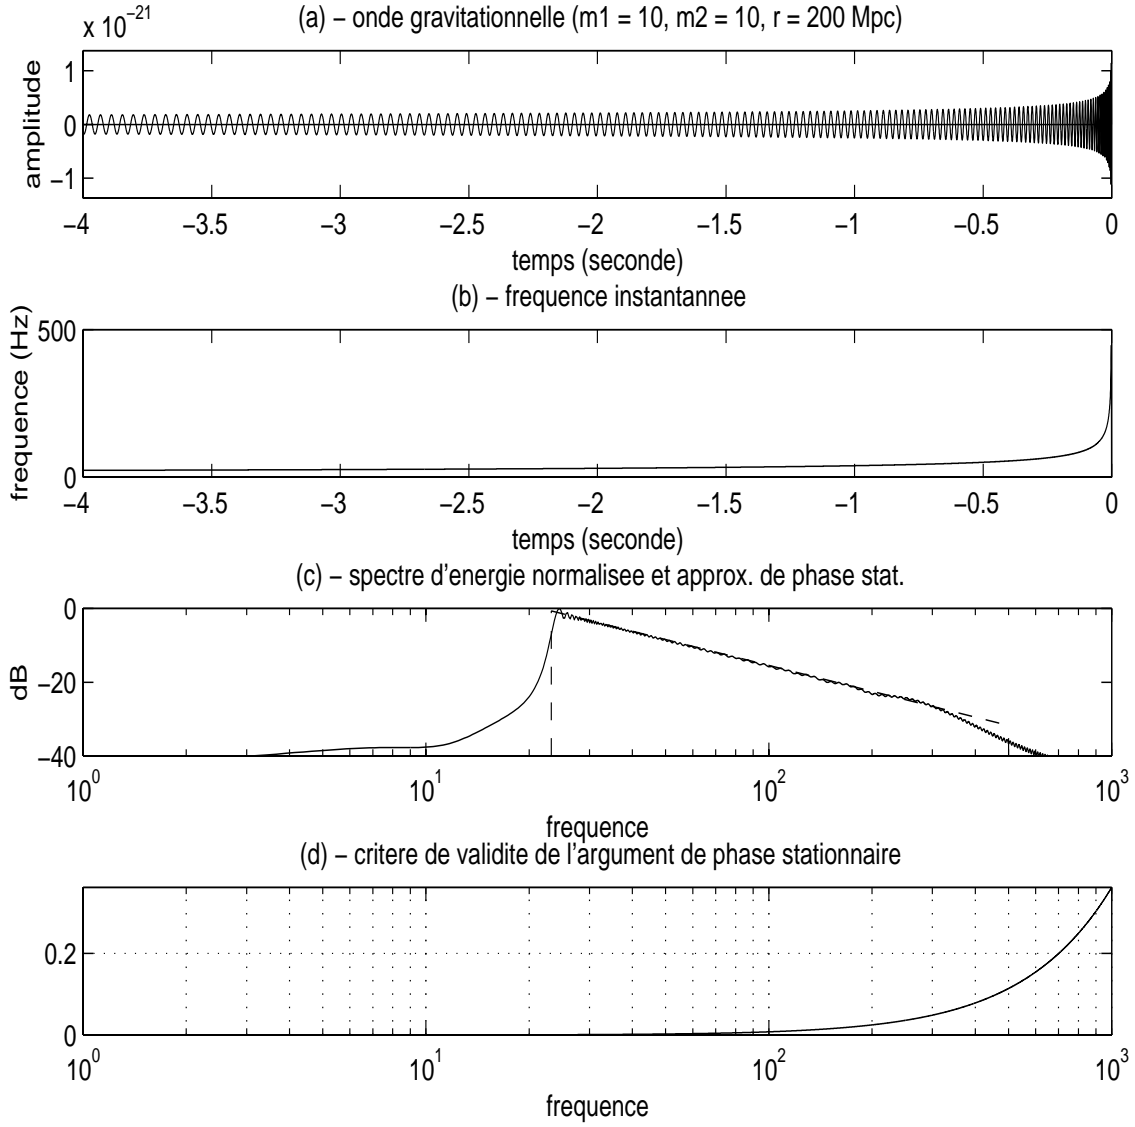 (a) – onde gravitationnelle (m1 = 10, m2 = 10, r = 200 Mpc)
x 10^−21
amplitude
1
0
−1
−4 −3.5 −3 −2.5 −2 −1.5 −1 −0.5 0
temps (seconde)
(b) – frequence instantannee
frequence (Hz)
500
0
−4 −3.5 −3 −2.5 −2 −1.5 −1 −0.5 0
temps (seconde)
(c) – spectre d'energie normalisee et approx. de phase stat.
dB
0
−20
−40
10^0 10^1 10^2 10^3
frequence
(d) – critere de validite de l'argument de phase stationnaire
0.2
0
10^0 10^1 10^2 10^3
frequence